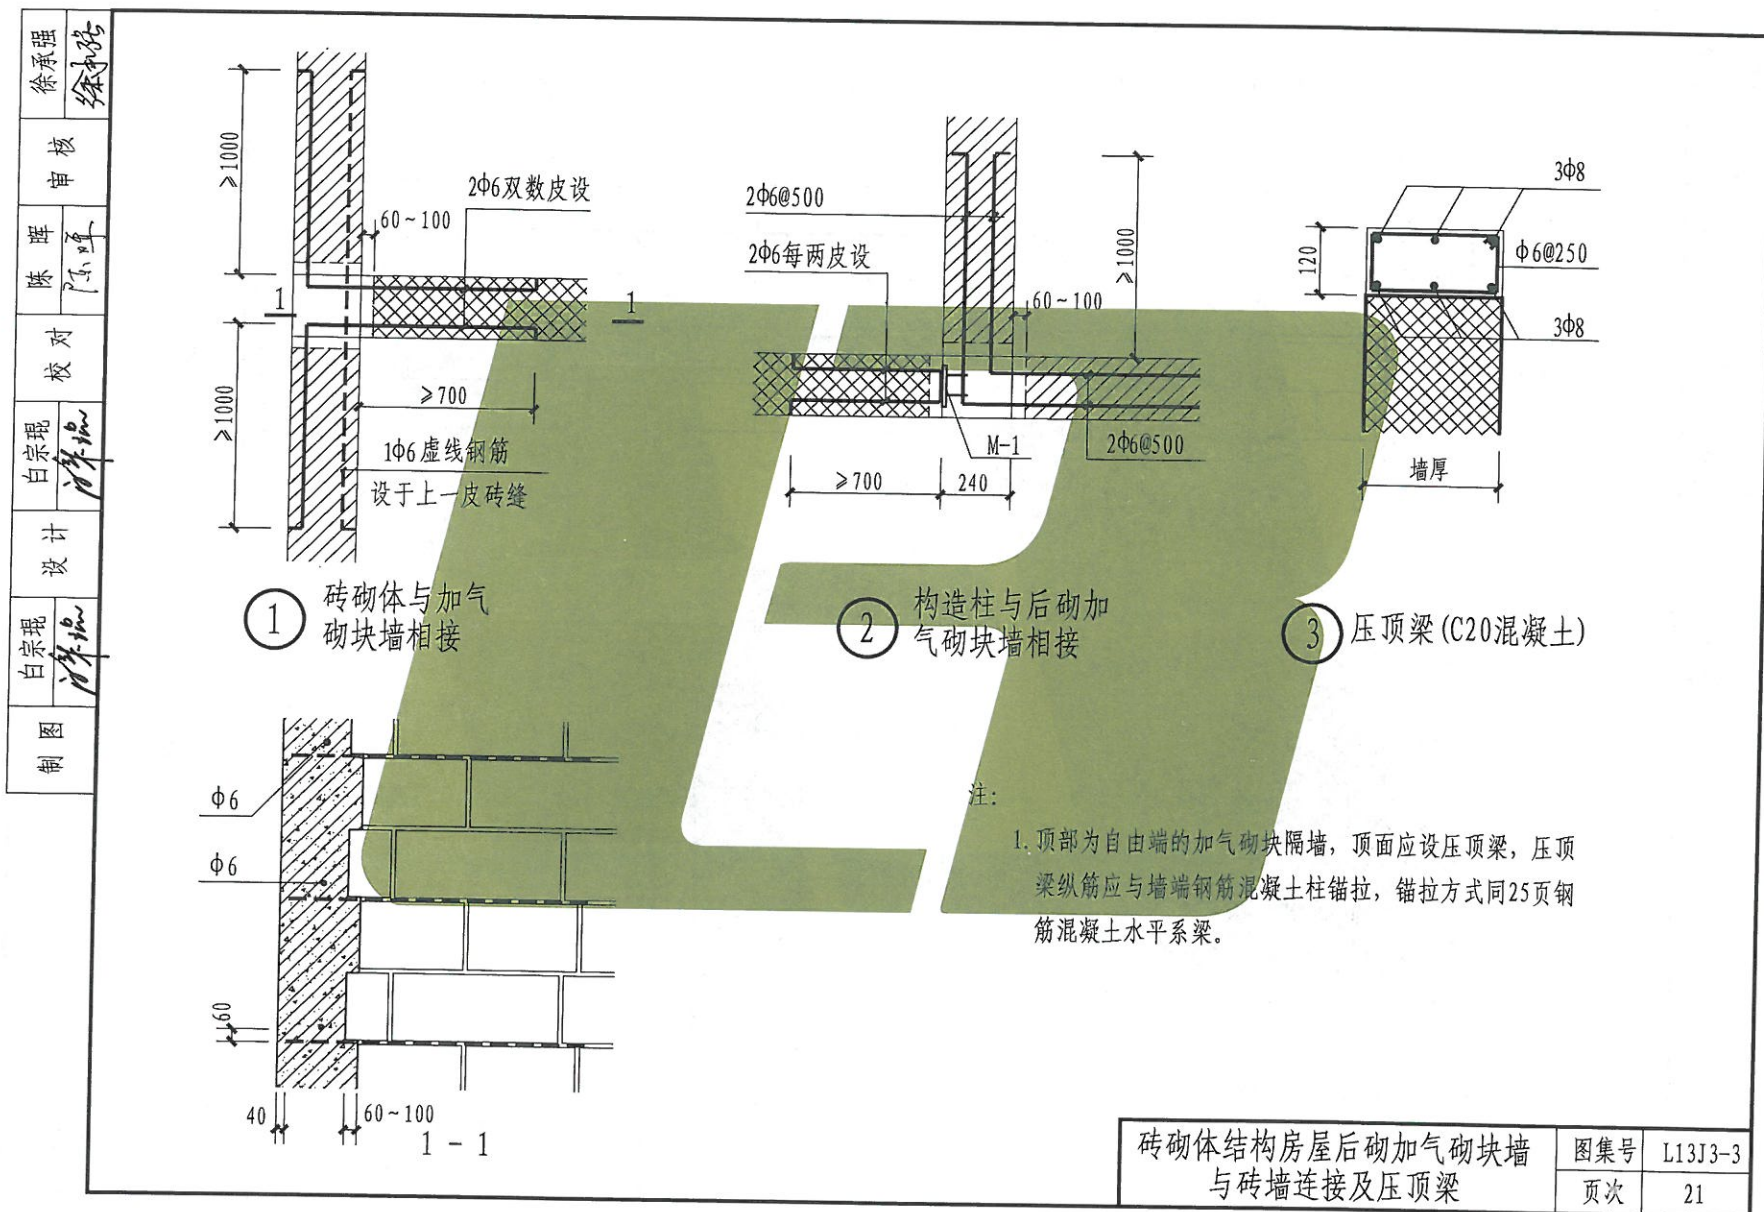 徐承强
审 核
陈 晖
校 对
白宗琨
设 计
白宗琨
制 图
≥1000
≥1000
2Φ6双数皮设
60~100
1
1
≥700
1Φ6虚线钢筋
设于上一皮砖缝
① 砖砌体与加气
砌块墙相接
2Φ6@500
2Φ6每两皮设
≥1000
60~100
M-1
2Φ6@500
≥700
240
② 构造柱与后砌加
气砌块墙相接
3Φ8
120
Φ6@250
3Φ8
墙厚
③ 压顶梁(C20混凝土)
Φ6
Φ6
60
40
60~100
1-1
注:
1. 顶部为自由端的加气砌块隔墙，顶面应设压顶梁，压顶
梁纵筋应与墙端钢筋混凝土柱锚拉，锚拉方式同25页钢
筋混凝土水平系梁。
砖砌体结构房屋后砌加气砌块墙
与砖墙连接及压顶梁
图集号 L13J3-3
页次 21